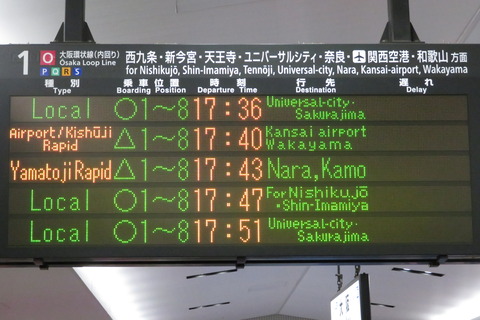 1 O 大阪環状線(内回り) 西九条・新今宮・天王寺・ユニバーサルシティ・奈良・関西空港・和歌山 方面
Osaka Loop Line
P Q R S for Nishikujō, Shin-Imamiya, Tennōji, Universal-city, Nara, Kansai-airport, Wakayama
種別 乗車位置 時刻 行先 遅れ
Type Boarding Position Departure Time Destination Delay
Local ○1～8 17:36 Universal-city・Sakurajima
Airport/Kishūji Rapid △1～8 17:40 Kansai airport Wakayama
Yamatoji Rapid △1～8 17:43 Nara,Kamo
Local ○1～8 17:47 For Nishikujō・Shin-Imamiya
Local ○1～8 17:51 Universal-city・Sakurajima
大阪